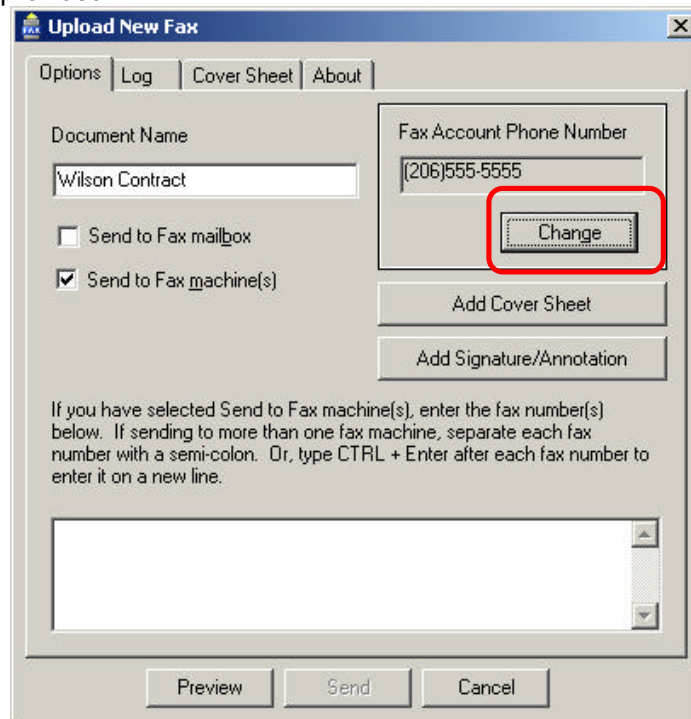 FAX Upload New Fax
Options Log Cover Sheet About
Document Name
Wilson Contract
Send to Fax mailbox
Send to Fax machine(s)
Fax Account Phone Number
(206)555-5555
Change
Add Cover Sheet
Add Signature/Annotation
If you have selected Send to Fax machine(s), enter the fax number(s)
below. If sending to more than one fax machine, separate each fax
number with a semi-colon. Or, type CTRL + Enter after each fax number to
enter it on a new line.
Preview Send Cancel